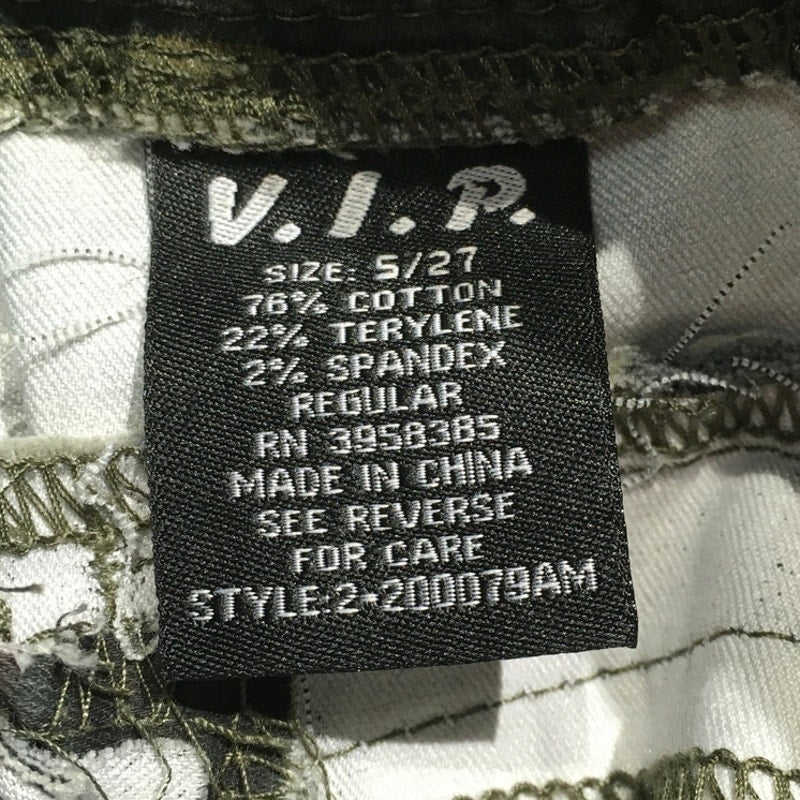 V.I.P.
SIZE: 5/27
76% COTTON
22% TERYLENE
2% SPANDEX
REGULAR
RN 3958385
MADE IN CHINA
SEE REVERSE
FOR CARE
STYLE:2-200079AM